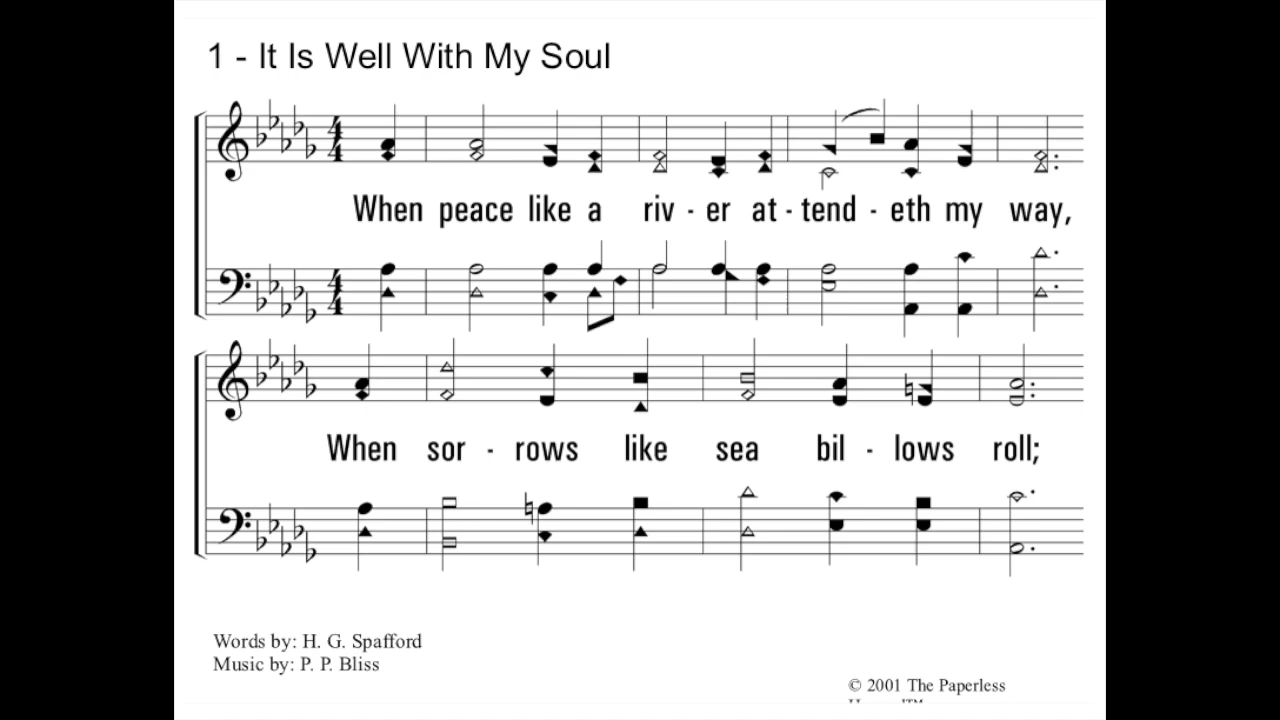 1 - It Is Well With My Soul
When peace like a riv - er at - tend - eth my way,
When sor - rows like sea bil - lows roll;
Words by: H. G. Spafford
Music by: P. P. Bliss
© 2001 The Paperless